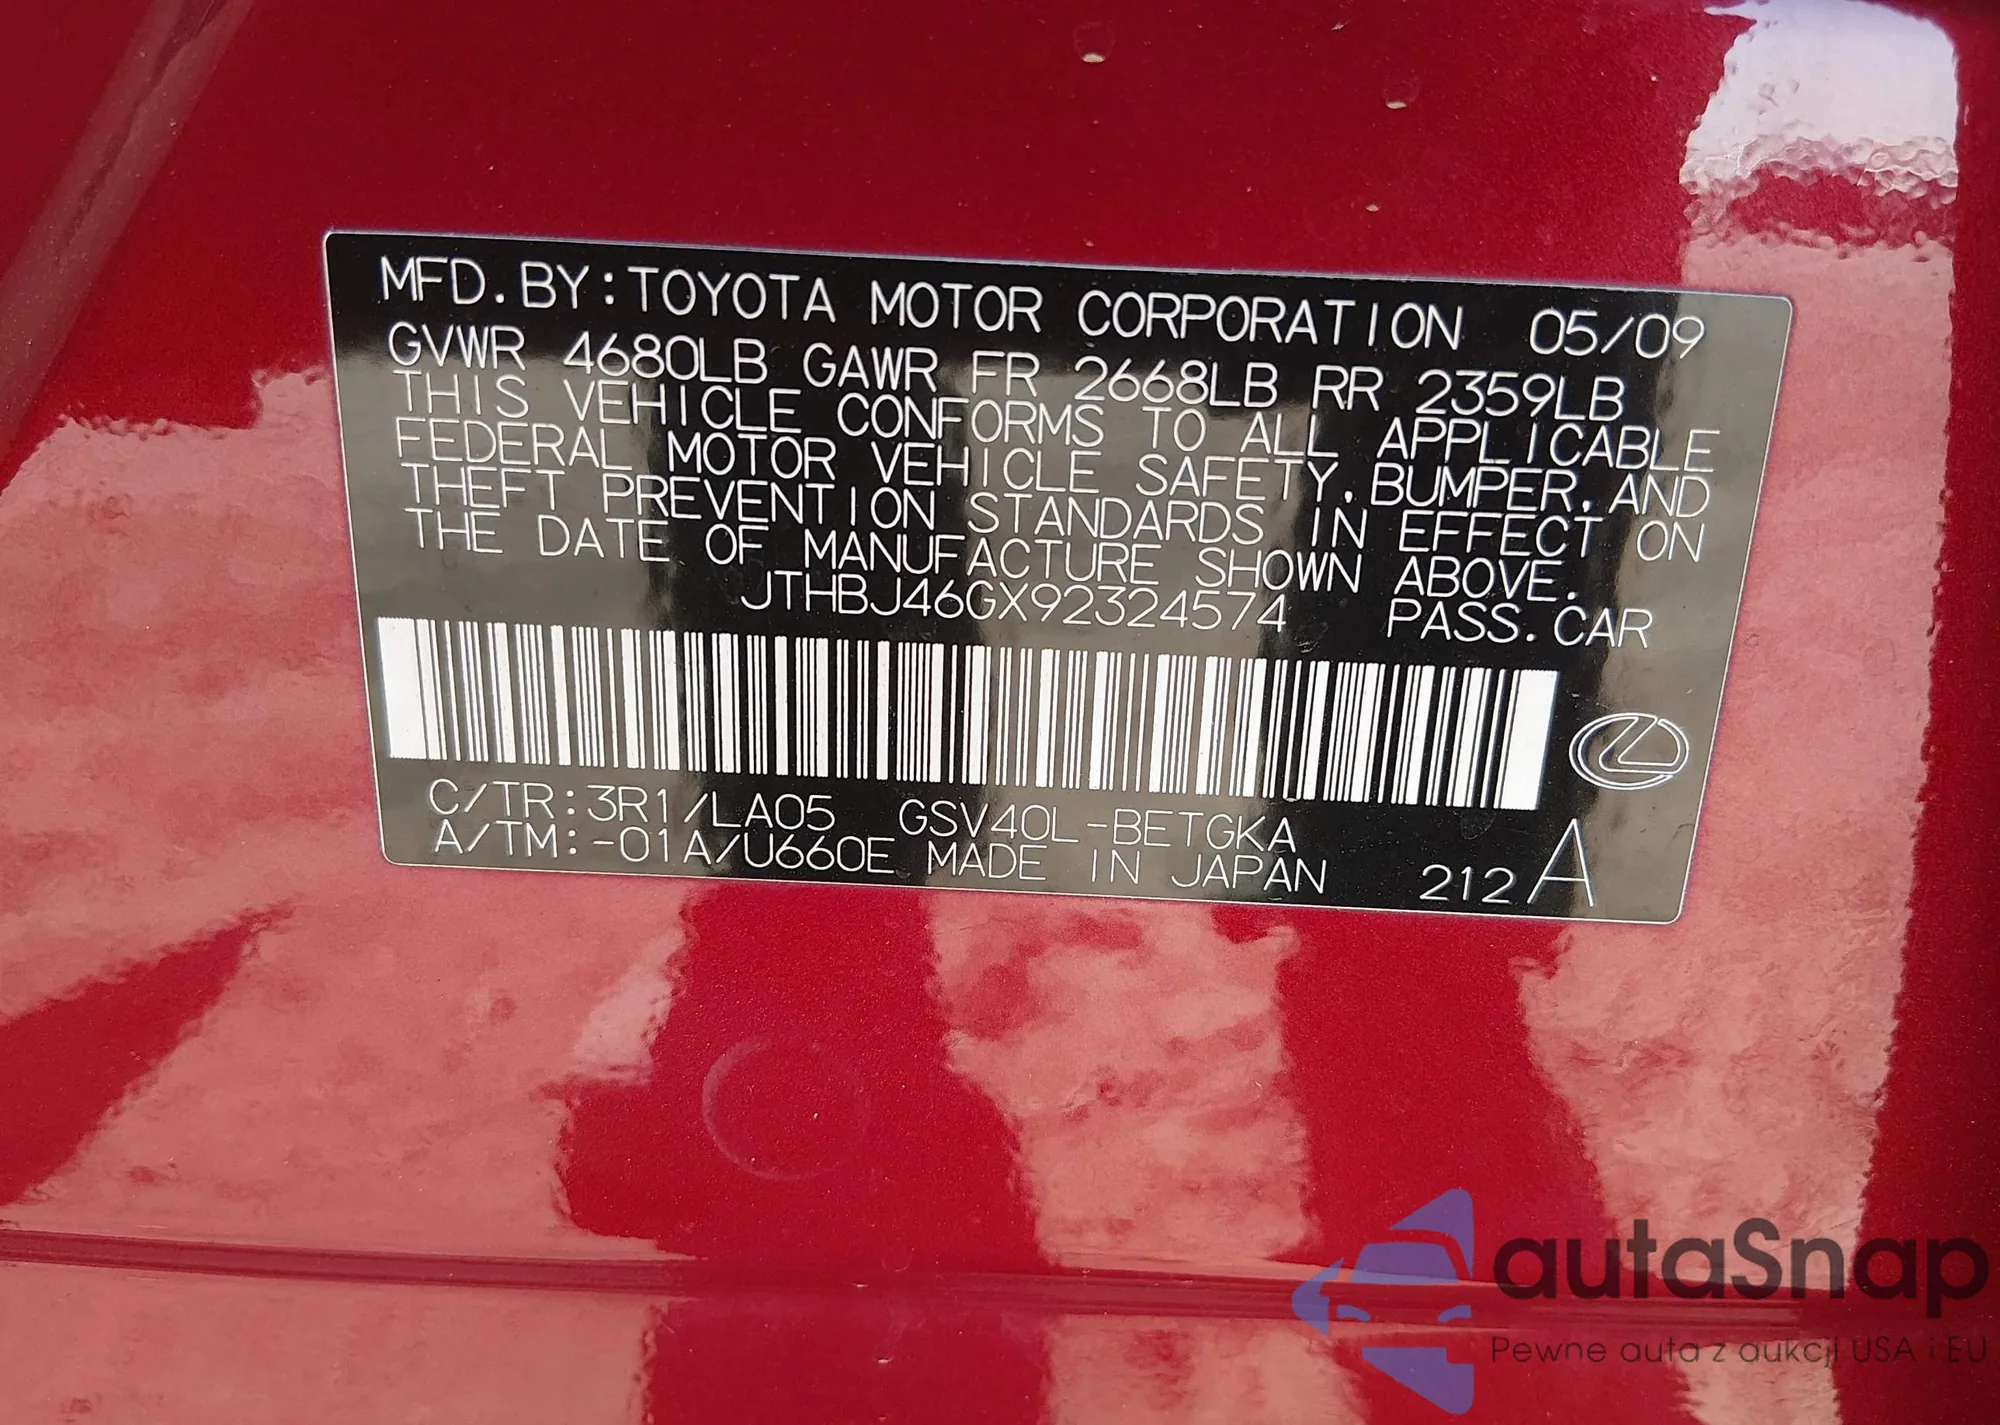 MFD. BY: TOYOTA MOTOR CORPORATION 05/09
GVWR 4680LB GAWR FR 2668LB RR 2359LB
THIS VEHICLE CONFORMS TO ALL APPLICABLE
FEDERAL MOTOR VEHICLE SAFETY, BUMPER, AND
THEFT PREVENTION STANDARDS IN EFFECT ON
THE DATE OF MANUFACTURE SHOWN ABOVE.
JTHBJ46GX92324574 PASS. CAR
C/TR: 3R1/LA05 GSV40L-BETGKA
A/TM: -01A/U660E MADE IN JAPAN 212 A
autaSnap
Pewne auta z aukcji USA i EU